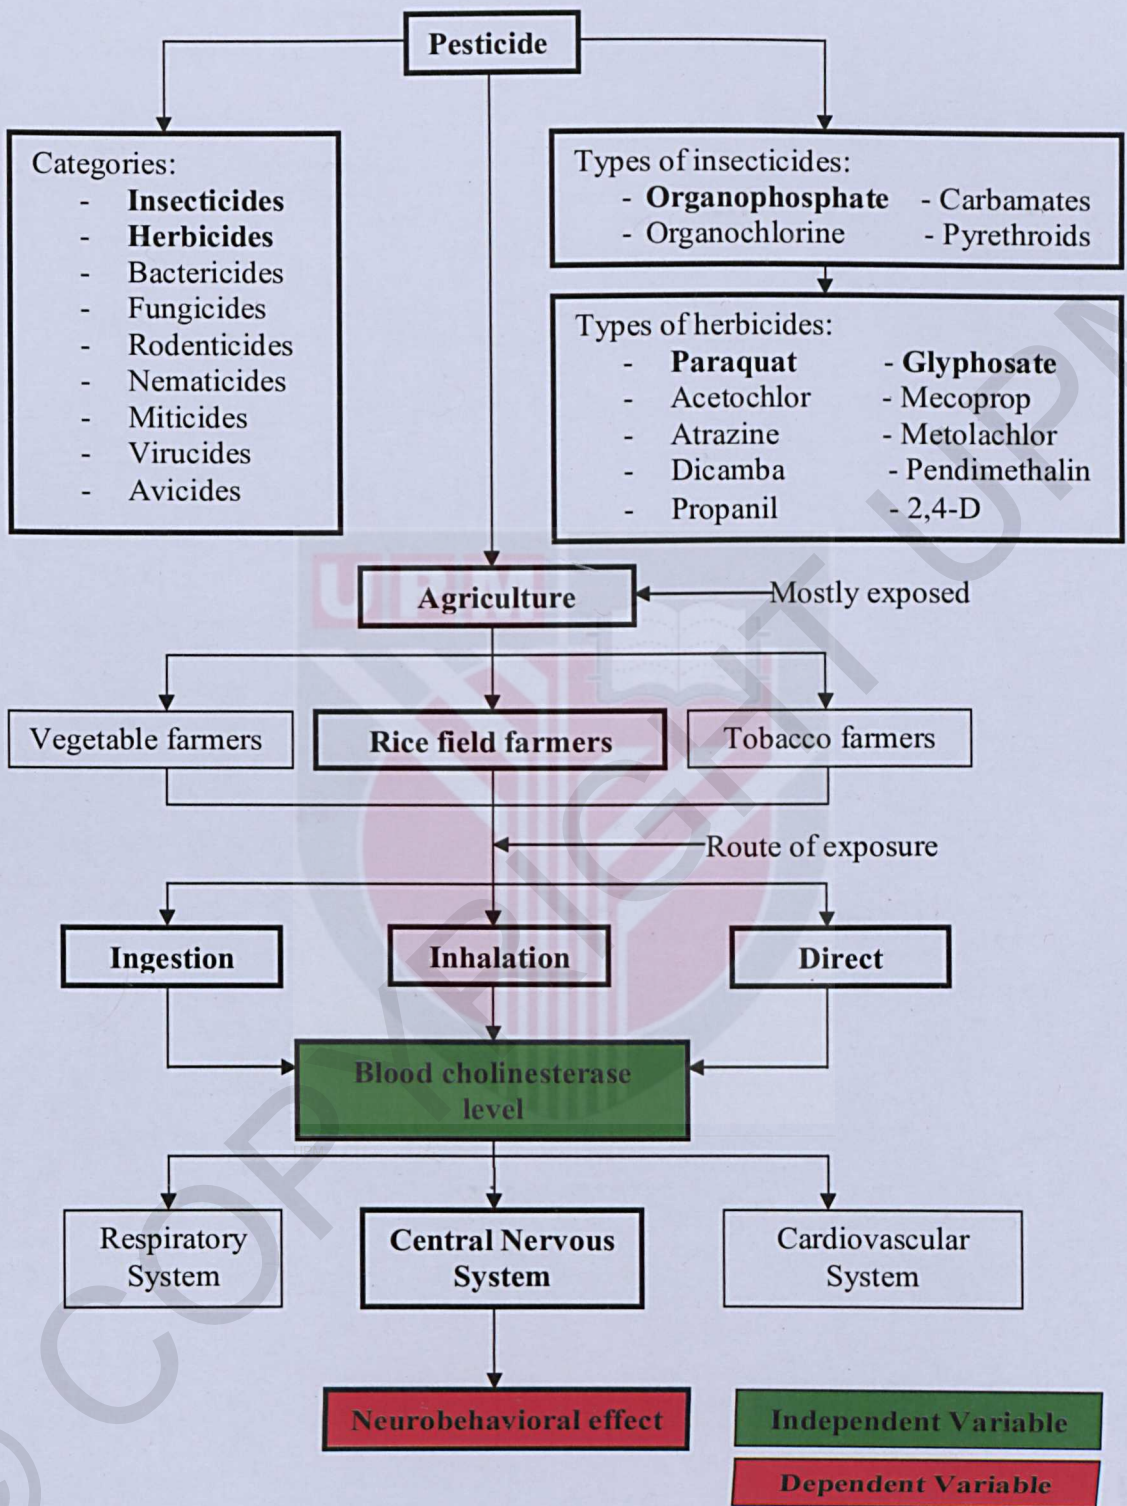 Pesticide
Categories:
- Insecticides
- Herbicides
- Bactericides
- Fungicides
- Rodenticides
- Nematicides
- Miticides
- Virucides
- Avicides
Types of insecticides:
- Organophosphate - Carbamates
- Organochlorine - Pyrethroids
Types of herbicides:
- Paraquat - Glyphosate
- Acetochlor - Mecoprop
- Atrazine - Metolachlor
- Dicamba - Pendimethalin
- Propanil - 2,4-D
Agriculture
Mostly exposed
Vegetable farmers
Rice field farmers
Tobacco farmers
Route of exposure
Ingestion
Inhalation
Direct
Blood cholinesterase
level
Respiratory
System
Central Nervous
System
Cardiovascular
System
Neurobehavioral effect
Independent Variable
Dependent Variable
UPM
© COPYRIGHT UPM